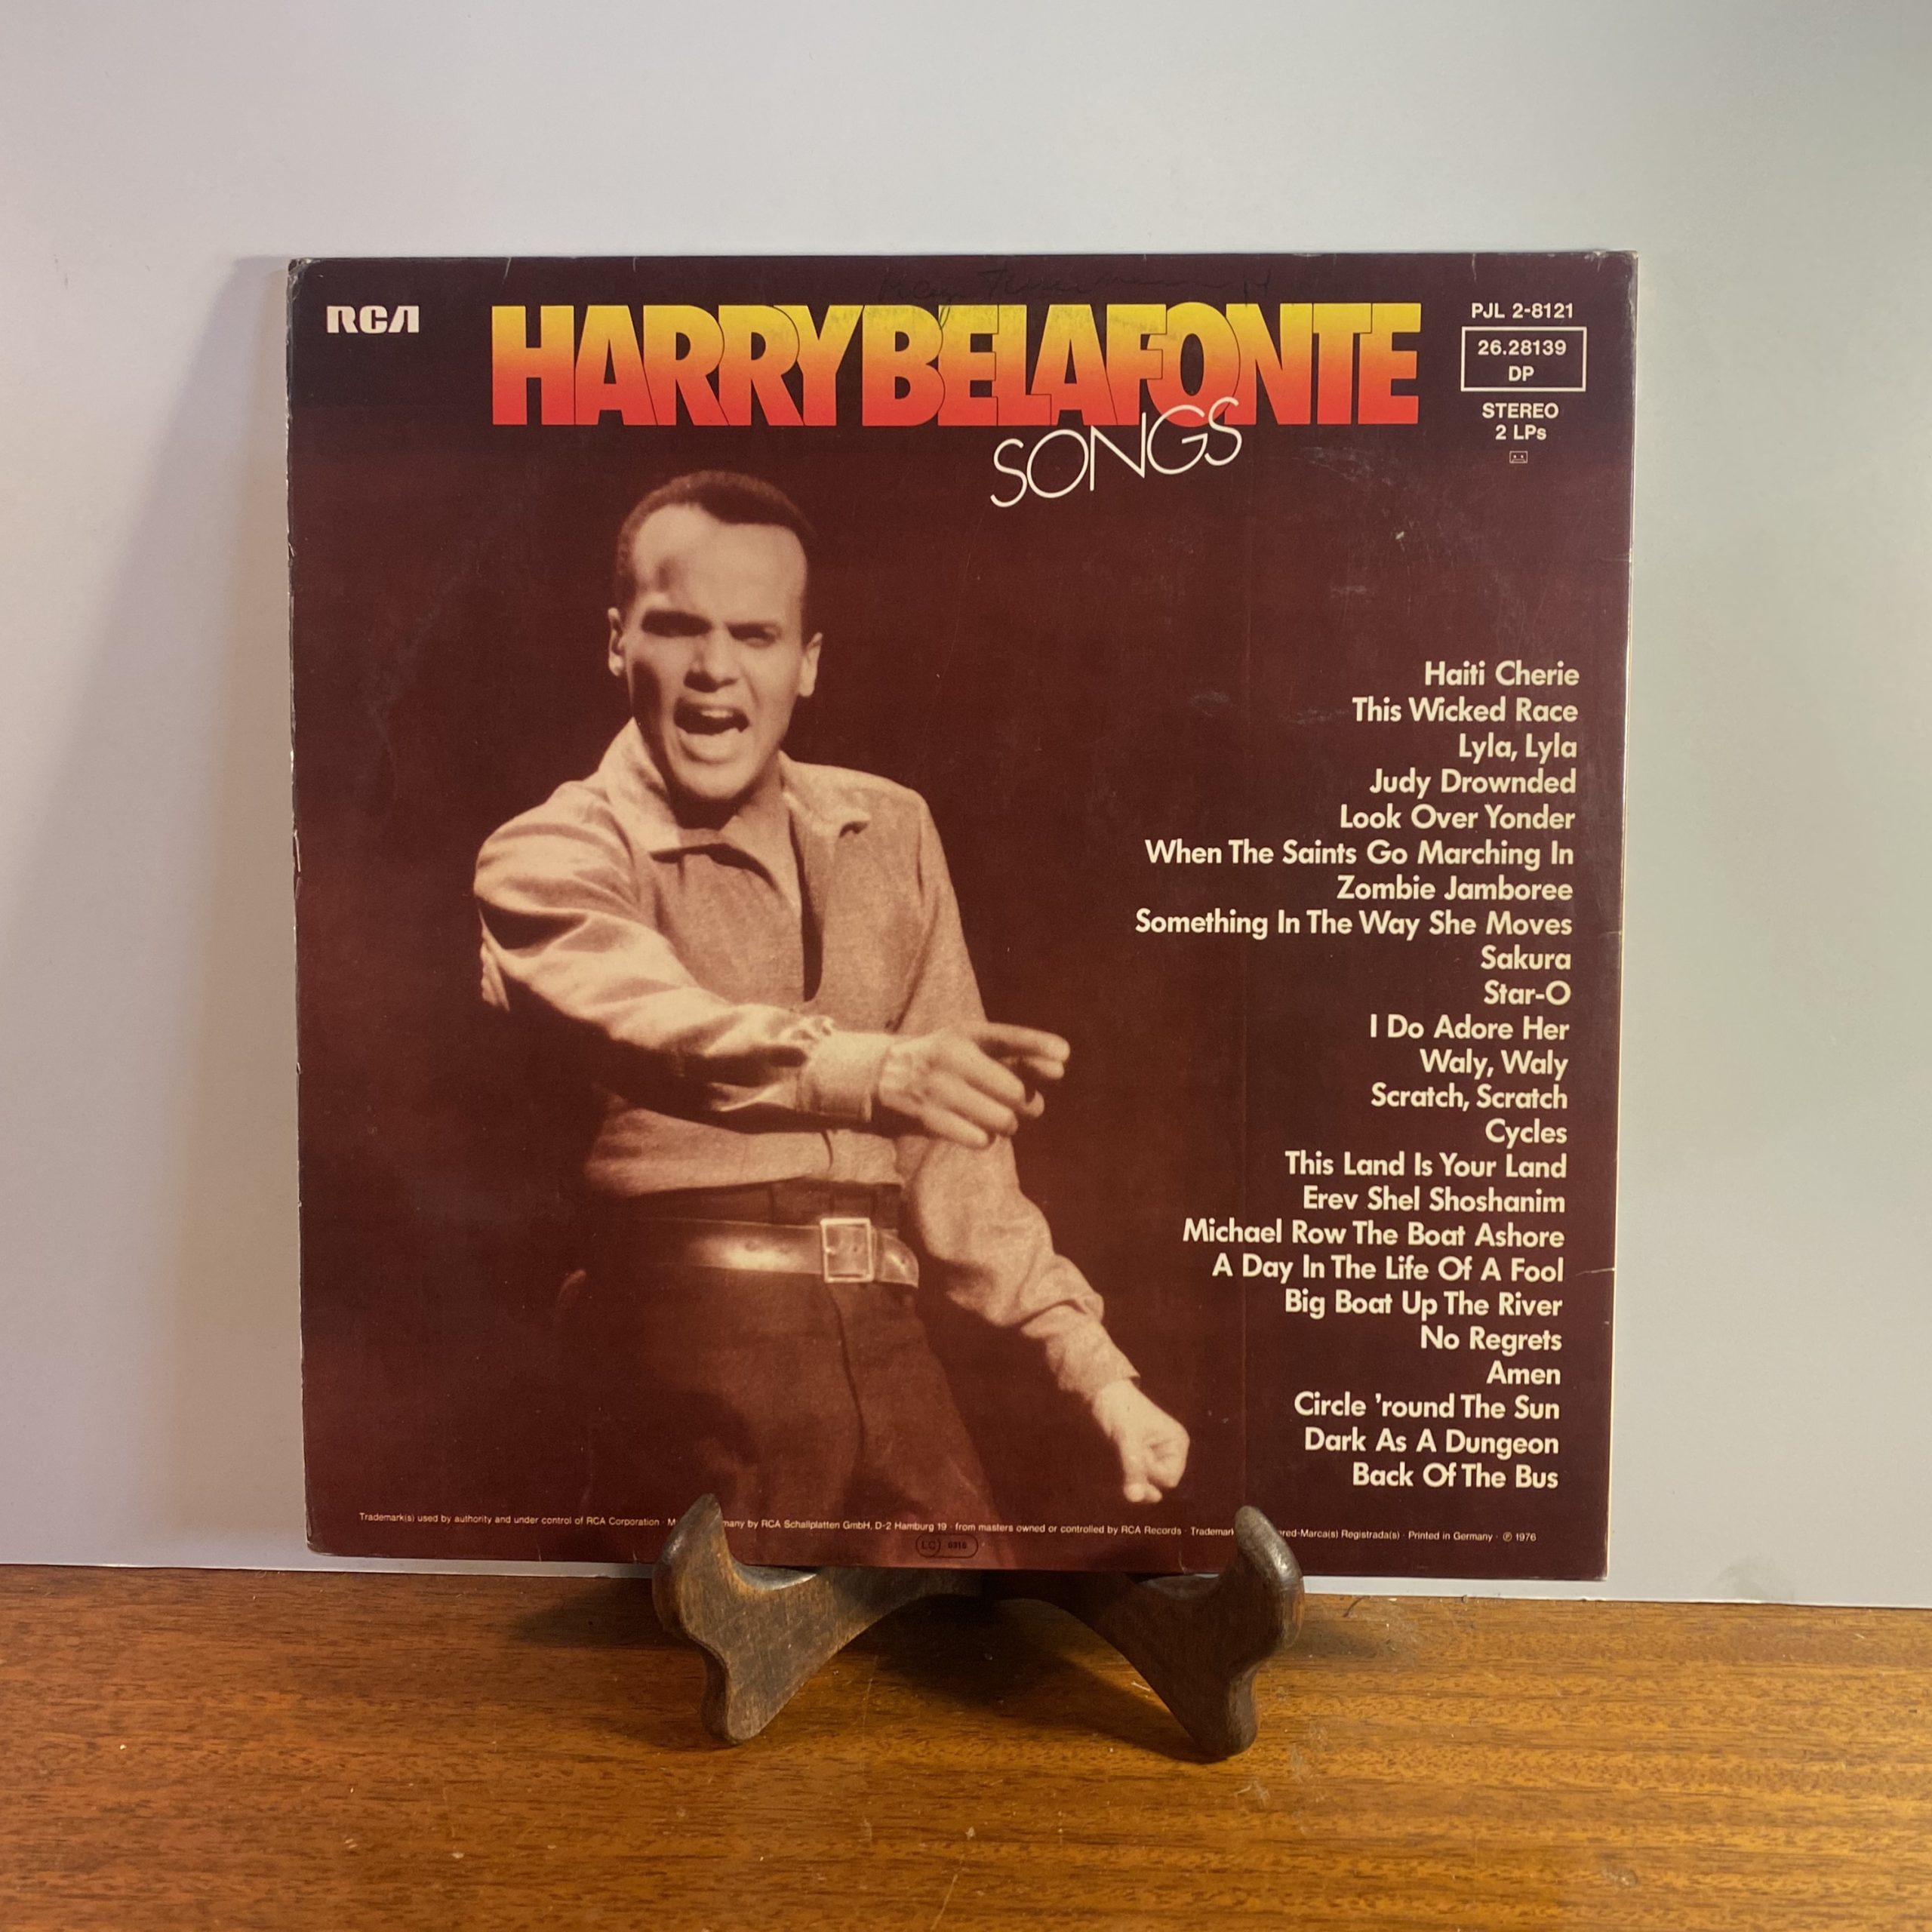 RCA
HARRY BELAFONTE
SONGS
PJL 2-8121
26.28139
DP
STEREO
2 LPs
Haiti Cherie
This Wicked Race
Lyla, Lyla
Judy Drownded
Look Over Yonder
When The Saints Go Marching In
Zombie Jamboree
Something In The Way She Moves
Sakura
Star-O
I Do Adore Her
Waly, Waly
Scratch, Scratch
Cycles
This Land Is Your Land
Erev Shel Shoshanim
Michael Row The Boat Ashore
A Day In The Life Of A Fool
Big Boat Up The River
No Regrets
Amen
Circle 'round The Sun
Dark As A Dungeon
Back Of The Bus
Trademark(s) used by authority and under control of RCA Corporation · by RCA Schallplatten GmbH, D-2 Hamburg 19 · from masters owned or controlled by RCA Records · Marca(s) Registrada(s) · Printed in Germany · ℗ 1976
LC 0316